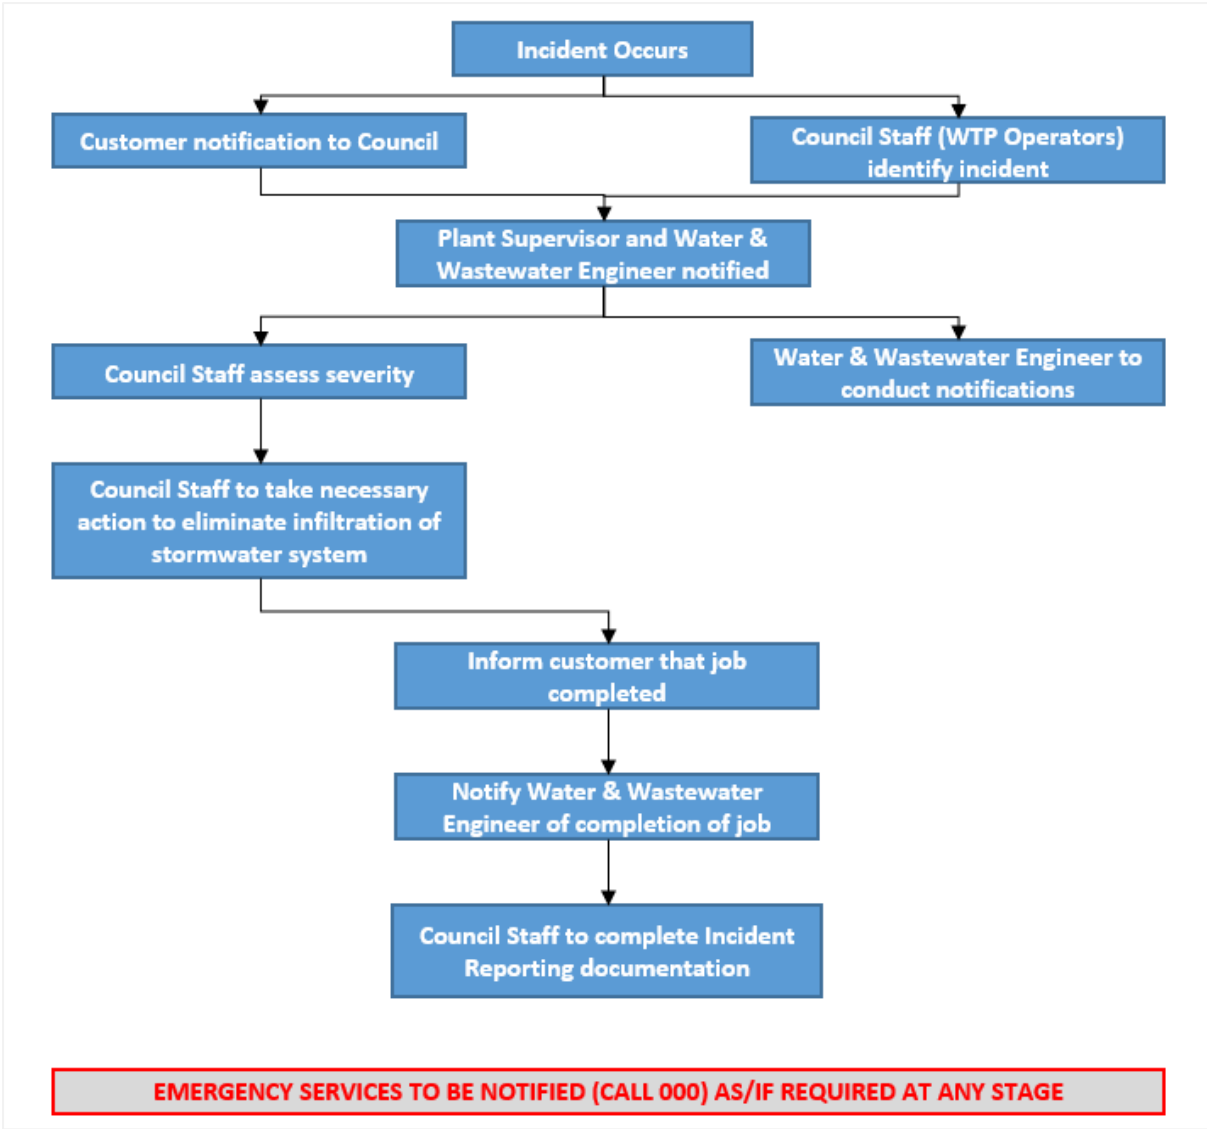 Incident Occurs
Customer notification to Council
Council Staff (WTP Operators)
identify incident
Plant Supervisor and Water &
Wastewater Engineer notified
Council Staff assess severity
Water & Wastewater Engineer to
conduct notifications
Council Staff to take necessary
action to eliminate infiltration of
stormwater system
Inform customer that job
completed
Notify Water & Wastewater
Engineer of completion of job
Council Staff to complete Incident
Reporting documentation
EMERGENCY SERVICES TO BE NOTIFIED (CALL 000) AS/IF REQUIRED AT ANY STAGE